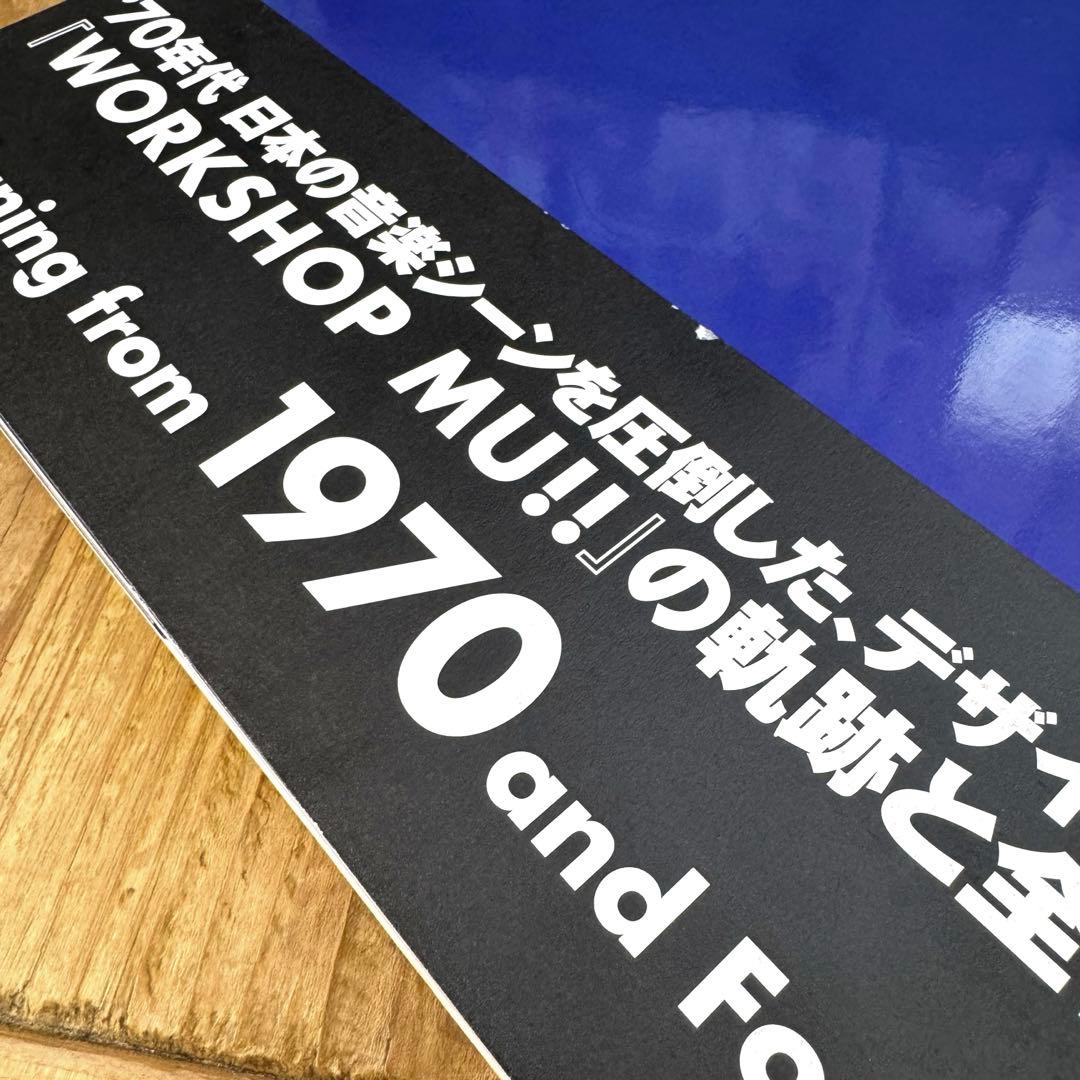 '70年代 日本の音楽シーンを圧倒した、デザイ
『WORKSHOP MU!!』の軌跡と全
ning from 1970 and Fo